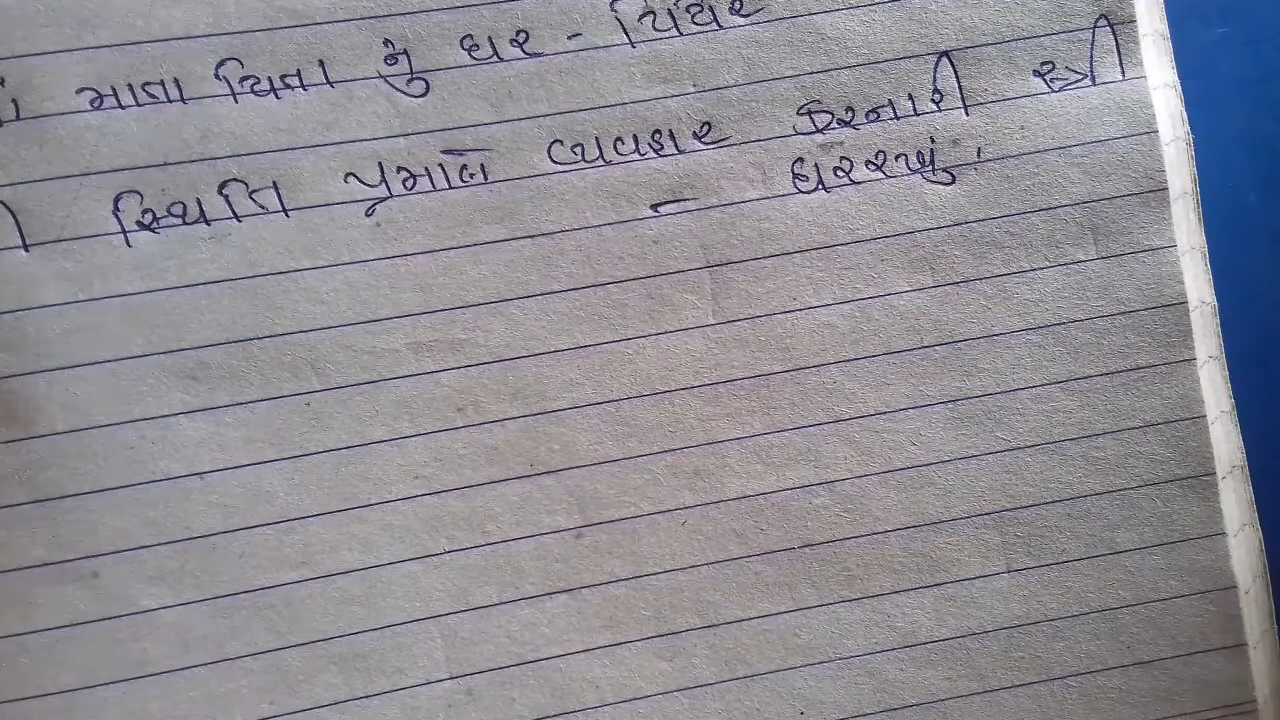 માતા પિતા નું ઘર - પિયર
સ્થિતિ પ્રમાણે વ્યવહાર કરનારી સ્ત્રી
- ઘરરખું.